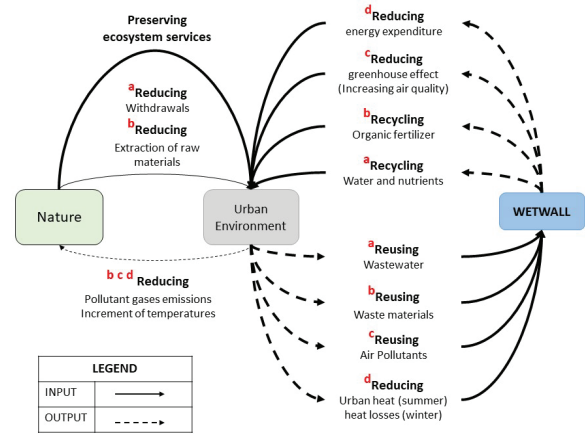 Preserving
ecosystem services
aReducing
Withdrawals
bReducing
Extraction of raw
materials
Nature
Urban
Environment
b c d Reducing
Pollutant gases emissions
Increment of temperatures
dReducing
energy expenditure
cReducing
greenhouse effect
(Increasing air quality)
bRecycling
Organic fertilizer
aRecycling
Water and nutrients
WETWALL
aReusing
Wastewater
bReusing
Waste materials
cReusing
Air Pollutants
dReducing
Urban heat (summer)
heat losses (winter)
LEGEND
INPUT
OUTPUT